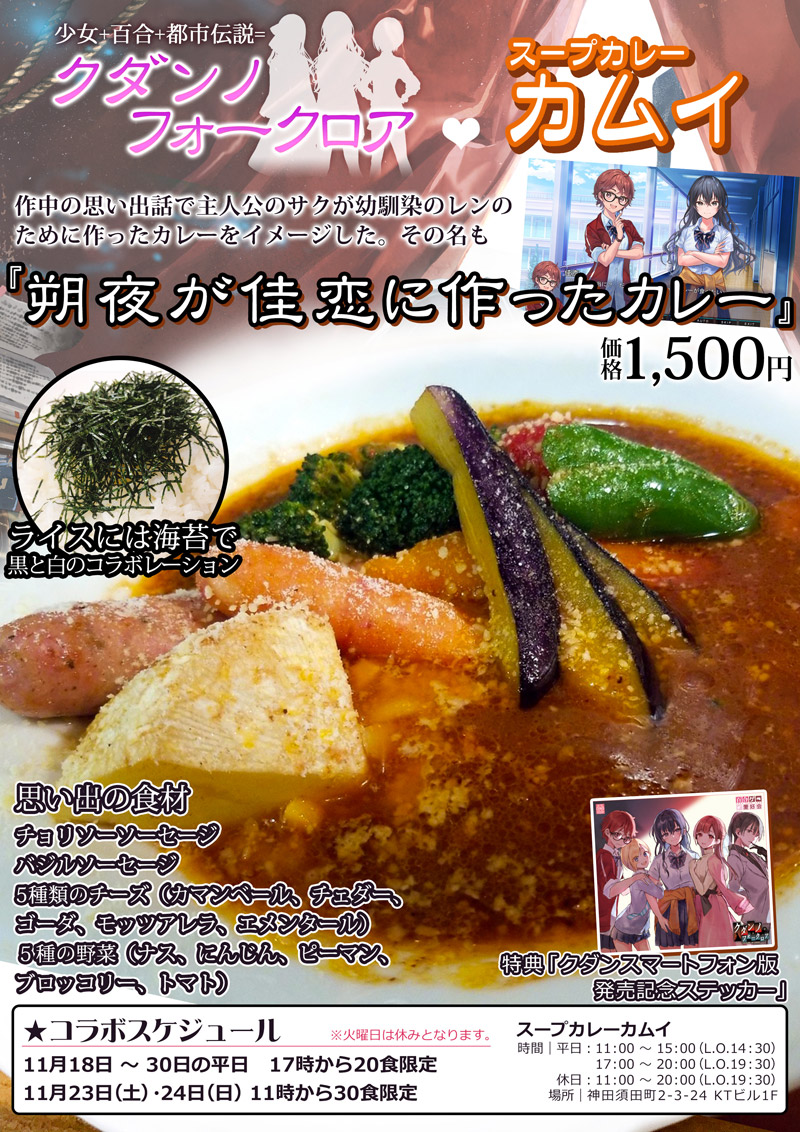 少女+百合+都市伝説=
クダンノ
フォークロア
スープカレー
カムイ
作中の思い出話で主人公のサクが幼馴染のレンの
ために作ったカレーをイメージした。その名も
『朔夜が佳恋に作ったカレー』
価格1,500円
ライスには海苔で
黒と白のコラボレーション
思い出の食材
チョリソーソーセージ
バジルソーセージ
5種類のチーズ（カマンベール、チェダー、
ゴーダ、モッツアレラ、エメンタール）
５種の野菜（ナス、にんじん、ピーマン、
ブロッコリー、トマト）
クダンノ
フォークロア
特典「クダンスマートフォン版
発売記念ステッカー」
★コラボスケジュール
※火曜日は休みとなります。
11月18日 ～ 30日の平日　17時から20食限定
11月23日（土）・24日（日） 11時から30食限定
スープカレーカムイ
時間｜平日：11:00 ～ 15:00（L.O.14:30）
17:00 ～ 20:00（L.O.19:30）
休日：11:00 ～ 20:00（L.O.19:30）
場所｜神田須田町2-3-24 KTビル1F